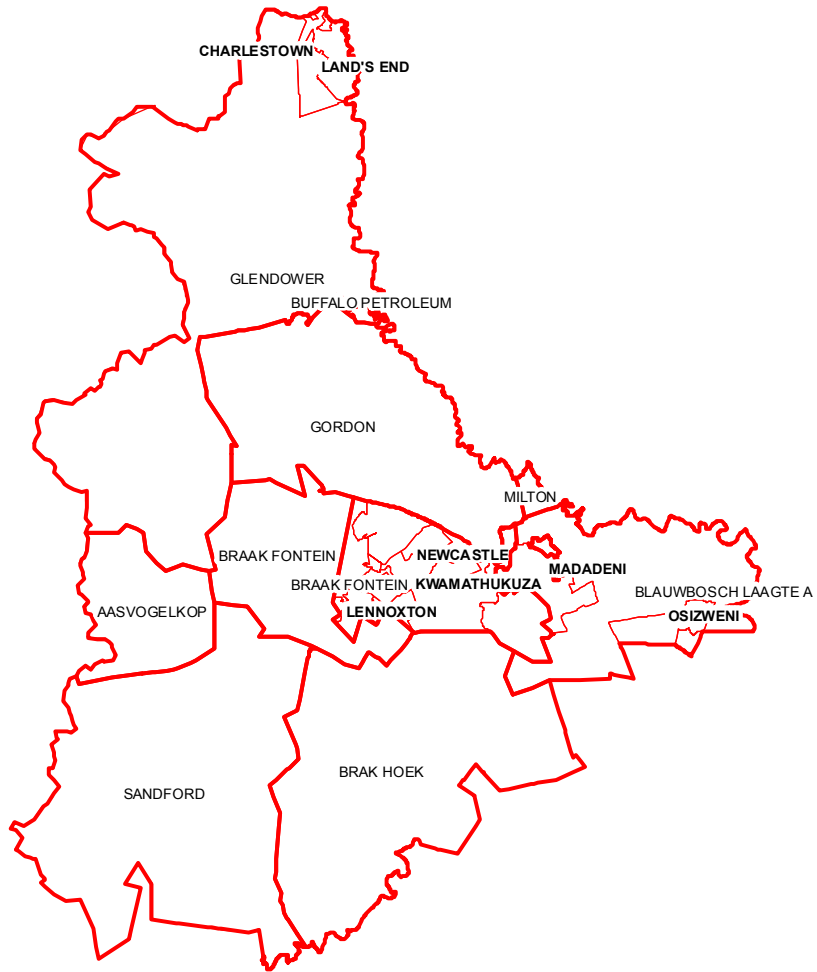 CHARLESTOWN
LAND'S END
GLENDOWER
BUFFALO PETROLEUM
GORDON
MILTON
BRAAK FONTEIN
NEWCASTLE
MADADENI
BRAAK FONTEIN
KWAMATHUKUZA
BLAUWBOSCH LAAGTE A
AASVOGELKOP
LENNOXTON
OSIZWENI
BRAK HOEK
SANDFORD